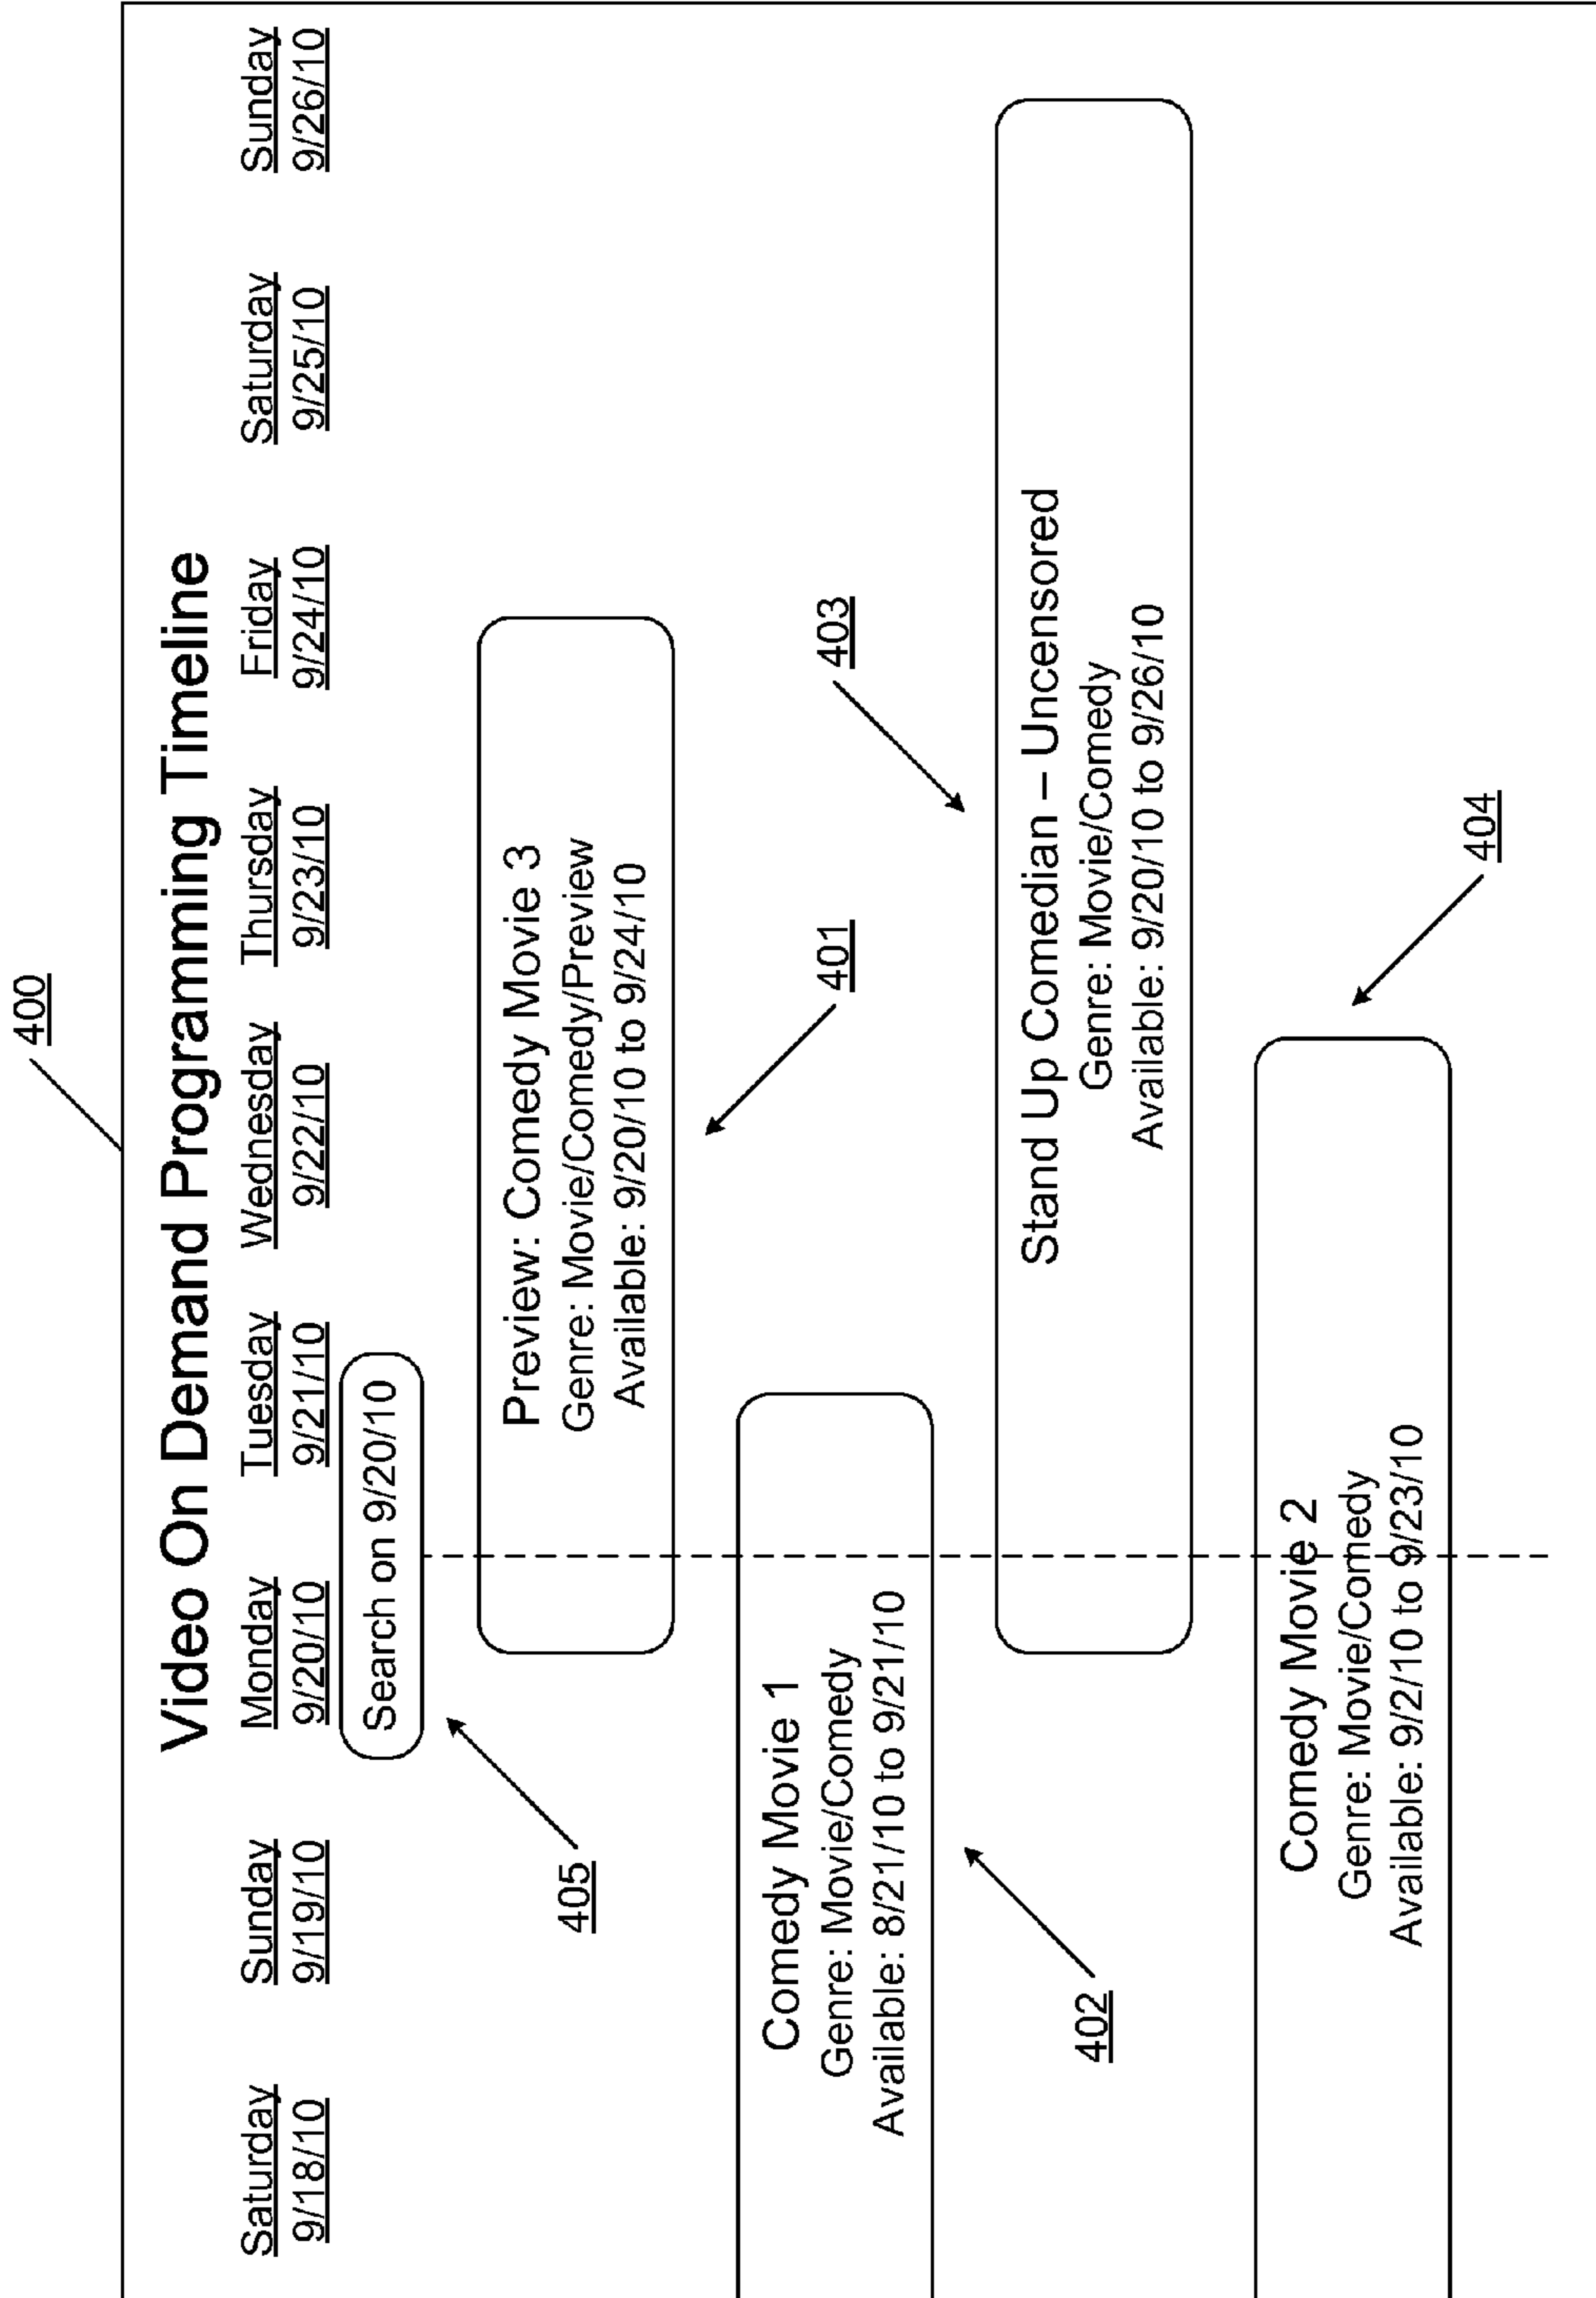 400
Video On Demand Programming Timeline
Saturday Sunday Monday Tuesday Wednesday Thursday Friday Saturday Sunday
9/18/10 9/19/10 9/20/10 9/21/10 9/22/10 9/23/10 9/24/10 9/25/10 9/26/10
Search on 9/20/10
405
Preview: Comedy Movie 3
Genre: Movie/Comedy/Preview
Available: 9/20/10 to 9/24/10
401
Comedy Movie 1
Genre: Movie/Comedy
Available: 8/21/10 to 9/21/10
402
403
Stand Up Comedian – Uncensored
Genre: Movie/Comedy
Available: 9/20/10 to 9/26/10
Comedy Movie 2
Genre: Movie/Comedy
Available: 9/2/10 to 9/23/10
404